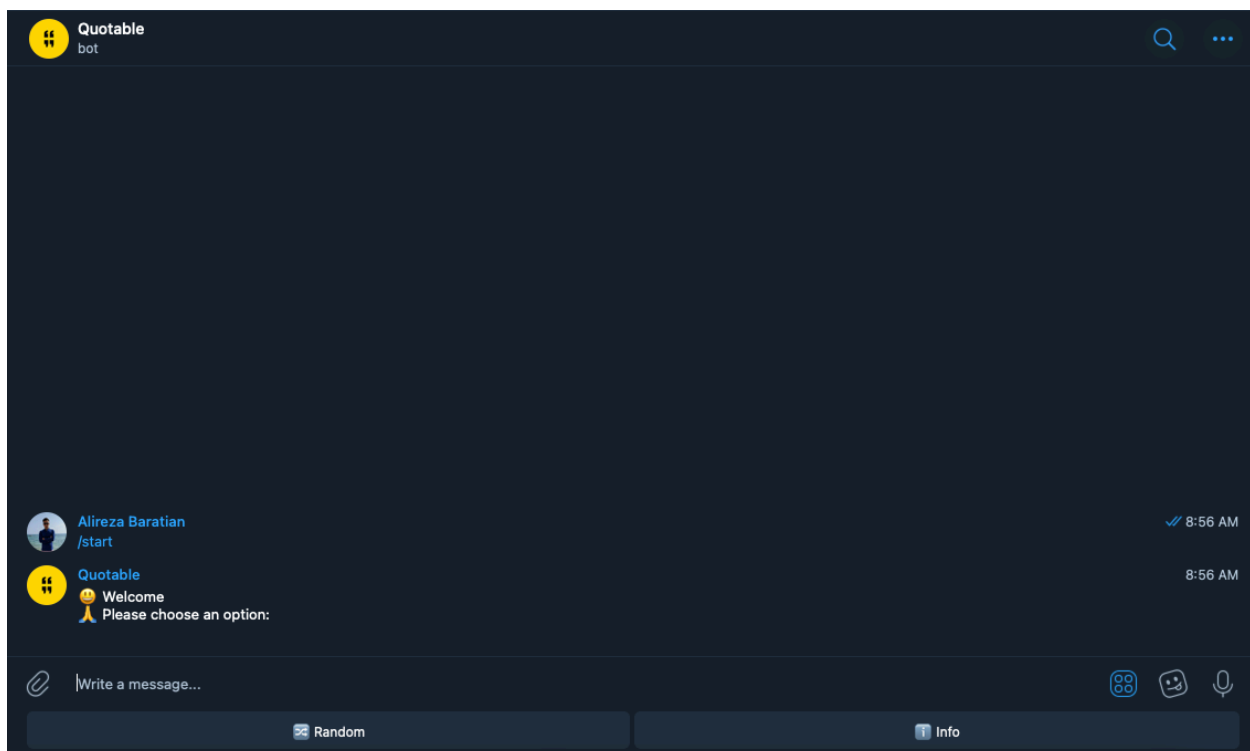 Quotable
bot
Alireza Baratian
8:56 AM
/start
Quotable
8:56 AM
😃 Welcome
🙏 Please choose an option:
Write a message...
🔀 Random
ℹ️ Info